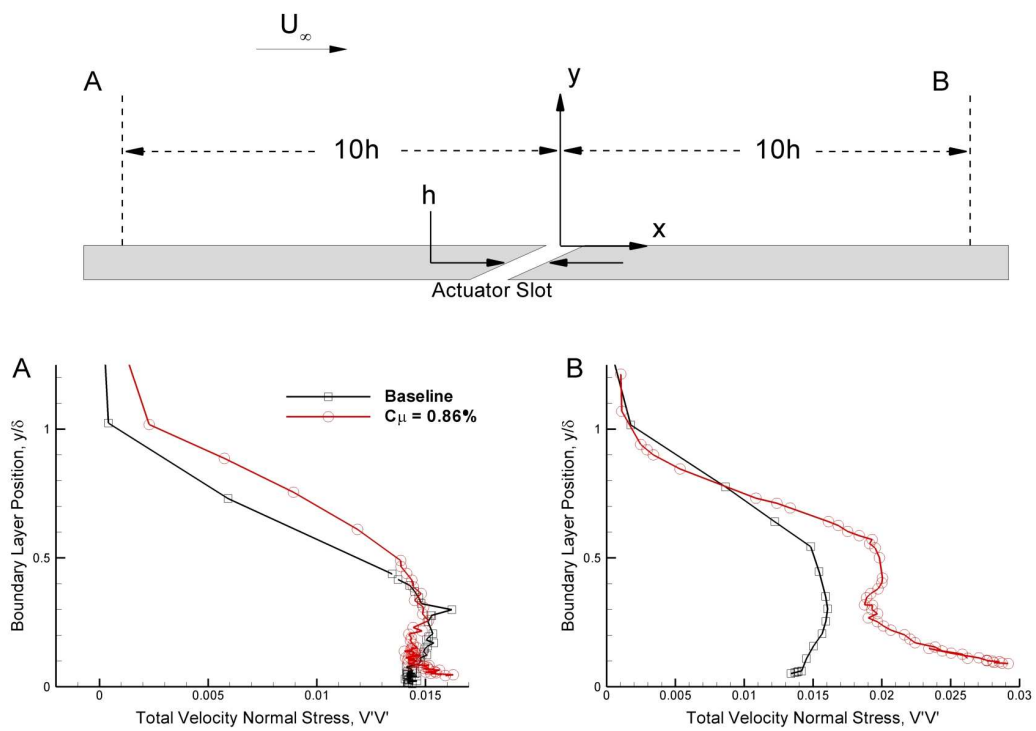 U∞
A
y
B
10h
10h
h
x
Actuator Slot
A
Baseline
Cμ = 0.86%
Boundary Layer Position, y/δ
1
0.5
0
0
0.005
0.01
0.015
Total Velocity Normal Stress, V'V'
B
Boundary Layer Position, y/δ
1
0.5
0
0
0.005
0.01
0.015
0.02
0.025
0.03
Total Velocity Normal Stress, V'V'